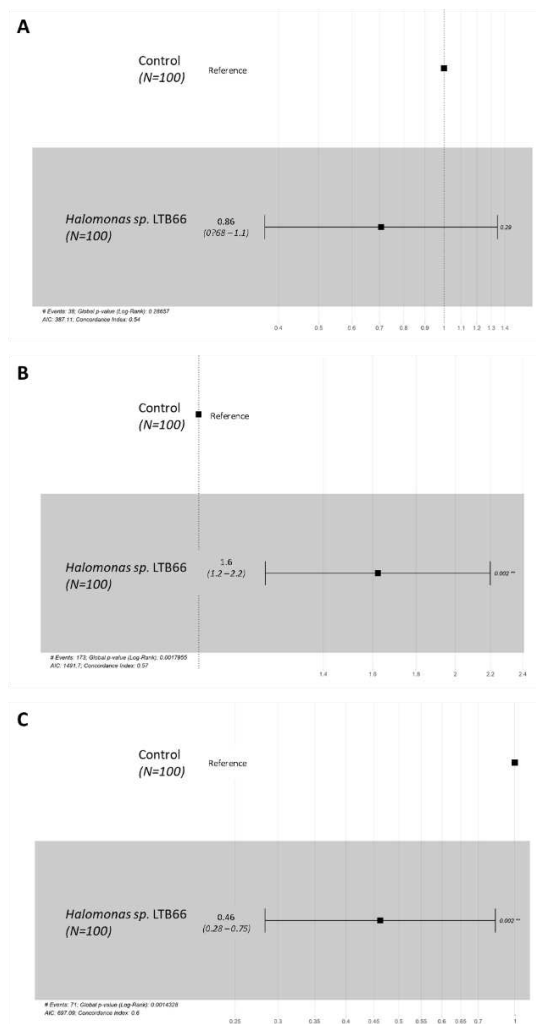 A
Control
(N=100)
Reference
Halomonas sp. LTB66
(N=100)
0.86
(0?68 – 1.1)
0.29
# Events: 38; Global p-value (Log-Rank): 0.28657
AIC: 387.11; Concordance Index: 0.54
0.4 0.5 0.6 0.7 0.8 0.9 1 1.1 1.2 1.3 1.4
B
Control
(N=100)
Reference
Halomonas sp. LTB66
(N=100)
1.6
(1.2 – 2.2)
0.002 **
# Events: 173; Global p-value (Log-Rank): 0.0017955
AIC: 1491.7; Concordance Index: 0.57
1.4 1.6 1.8 2 2.2 2.4
C
Control
(N=100)
Reference
Halomonas sp. LTB66
(N=100)
0.46
(0.28 – 0.75)
0.002 **
# Events: 71; Global p-value (Log-Rank): 0.0014328
AIC: 697.09; Concordance Index: 0.6
0.25 0.3 0.35 0.4 0.45 0.5 0.55 0.6 0.65 0.7 1